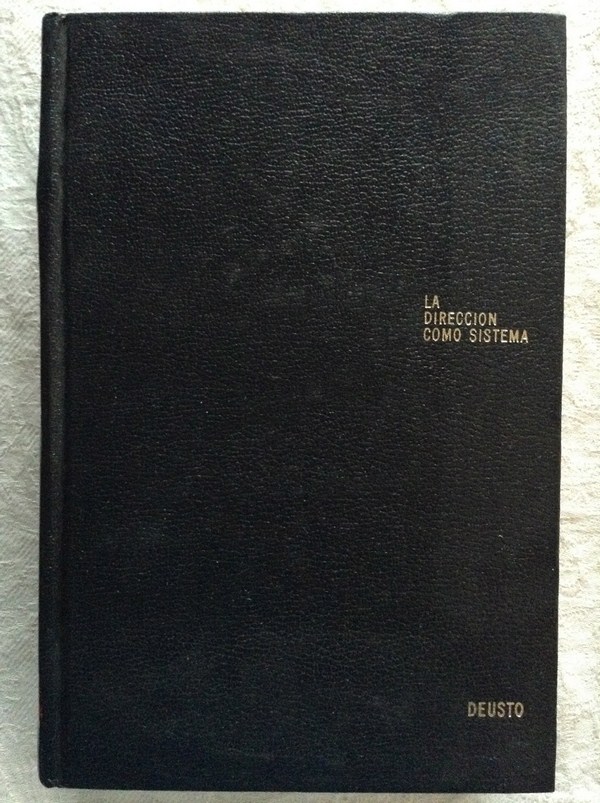 LA
DIRECCION
COMO SISTEMA
DEUSTO